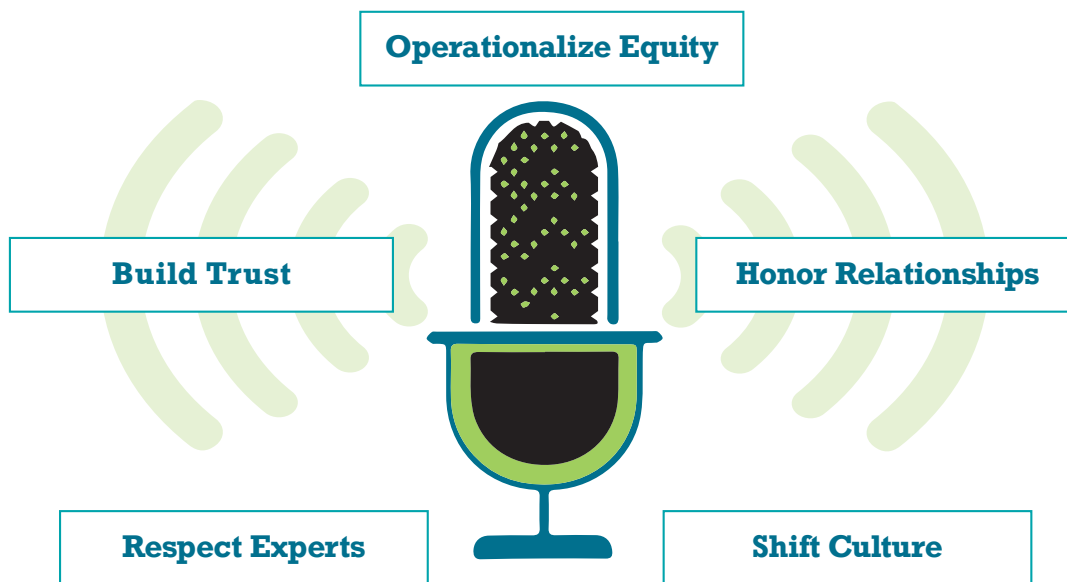 Operationalize Equity
Build Trust
Honor Relationships
Respect Experts
Shift Culture